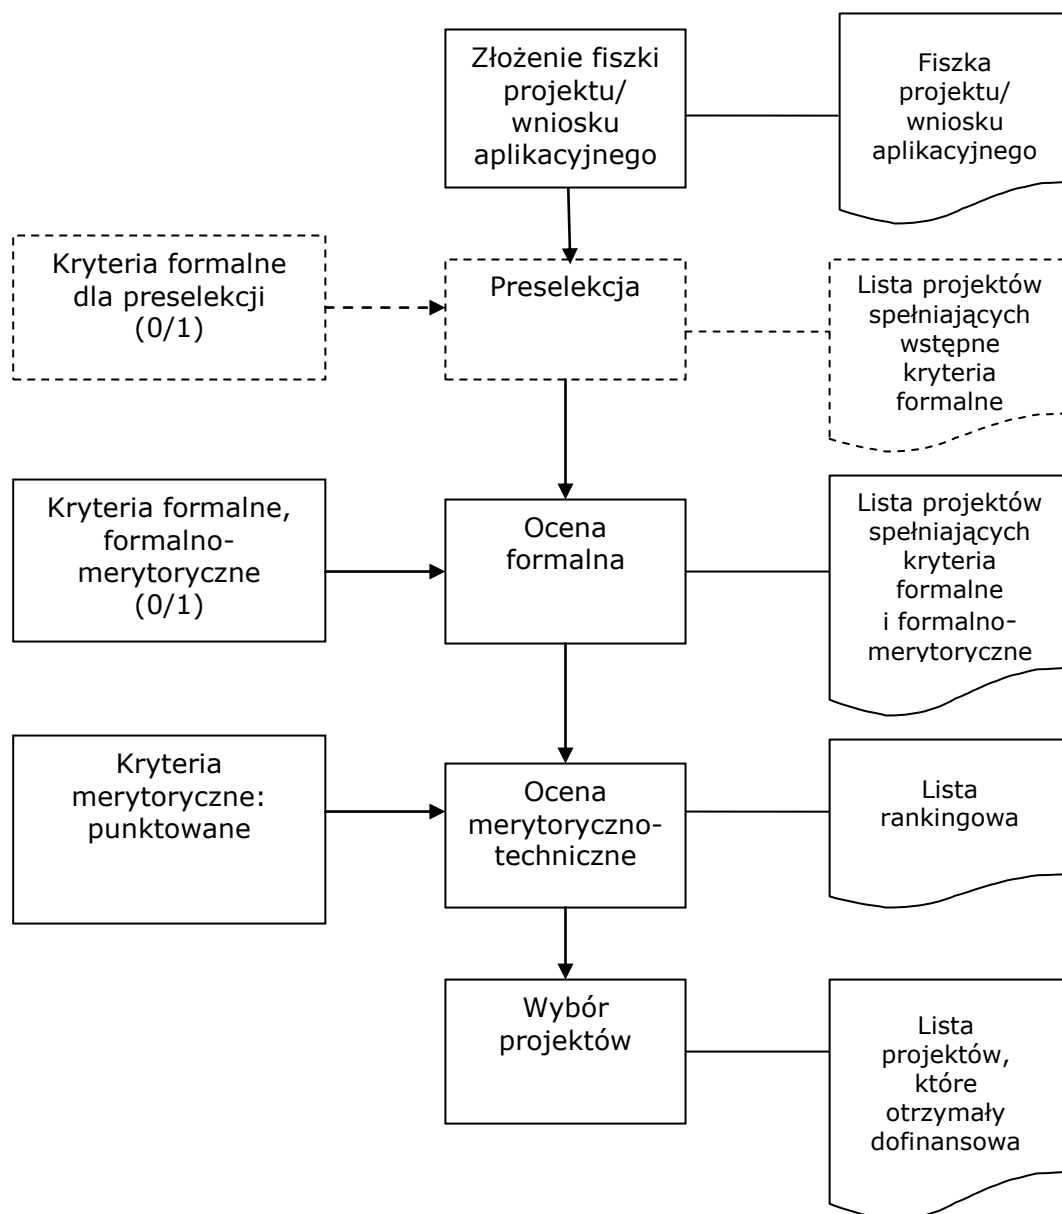 Złożenie fiszki
projektu/
wniosku
aplikacyjnego
Fiszka
projektu/
wniosku
aplikacyjnego
Kryteria formalne
dla preselekcji
(0/1)
Preselekcja
Lista projektów
spełniających
wstępne
kryteria
formalne
Kryteria formalne,
formalno-
merytoryczne
(0/1)
Ocena
formalna
Lista projektów
spełniających
kryteria
formalne
i formalno-
merytoryczne
Kryteria
merytoryczne:
punktowane
Ocena
merytoryczno-
techniczne
Lista
rankingowa
Wybór
projektów
Lista
projektów,
które
otrzymały
dofinansowa